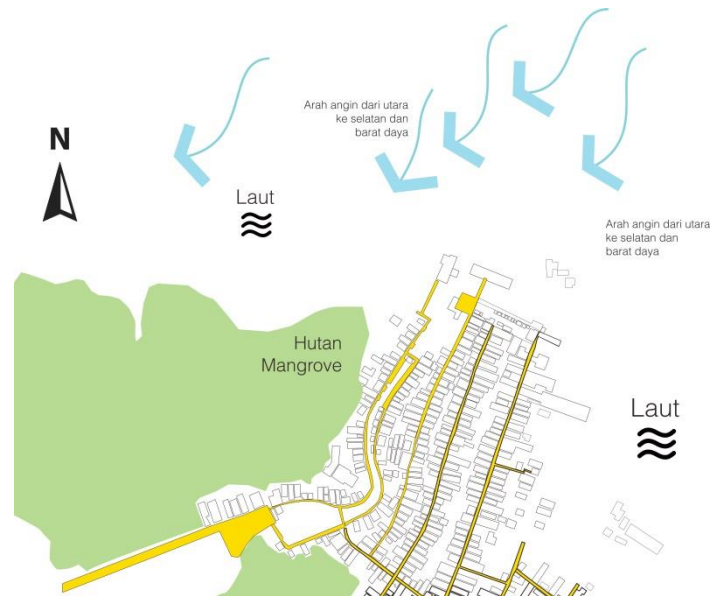 Arah angin dari utara
ke selatan dan
barat daya
N
Laut
Arah angin dari utara
ke selatan dan
barat daya
Hutan
Mangrove
Laut